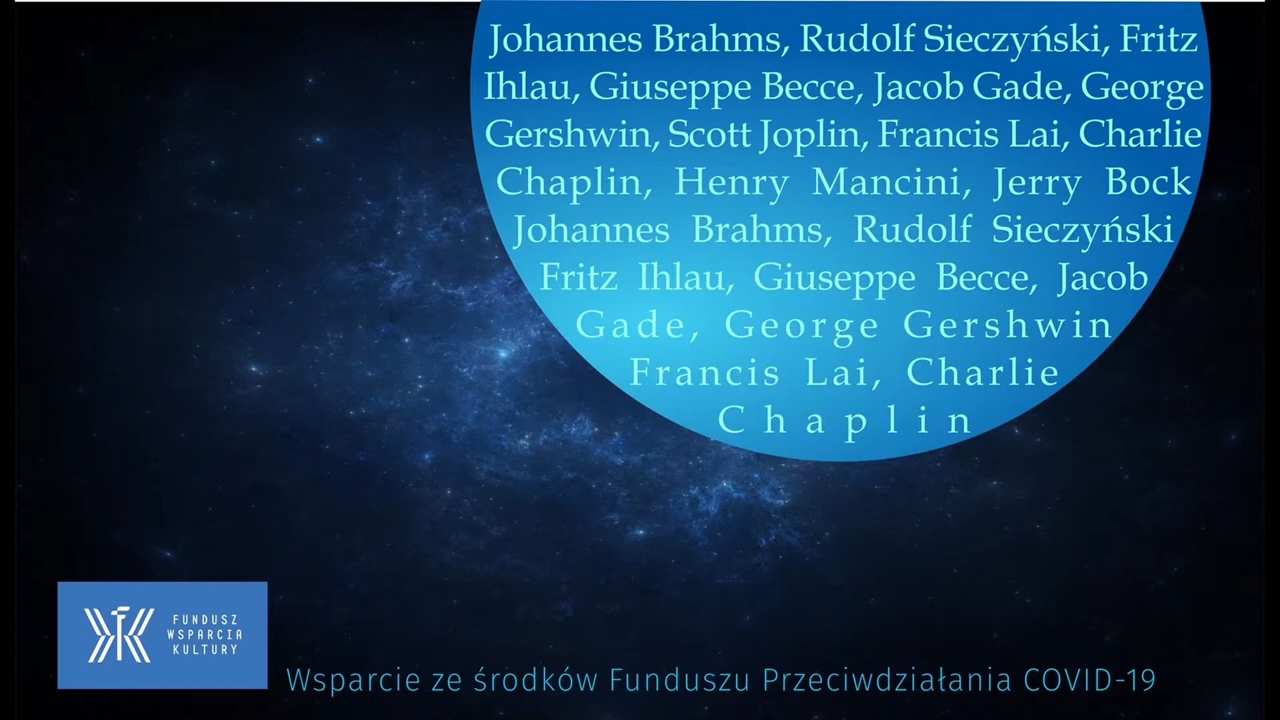 Johannes Brahms, Rudolf Sieczyński, Fritz
Ihlau, Giuseppe Becce, Jacob Gade, George
Gershwin, Scott Joplin, Francis Lai, Charlie
Chaplin, Henry Mancini, Jerry Bock
Johannes Brahms, Rudolf Sieczyński
Fritz Ihlau, Giuseppe Becce, Jacob
Gade, George Gershwin
Francis Lai, Charlie
Chaplin
FUNDUSZ
WSPARCIA
KULTURY
Wsparcie ze środków Funduszu Przeciwdziałania COVID-19